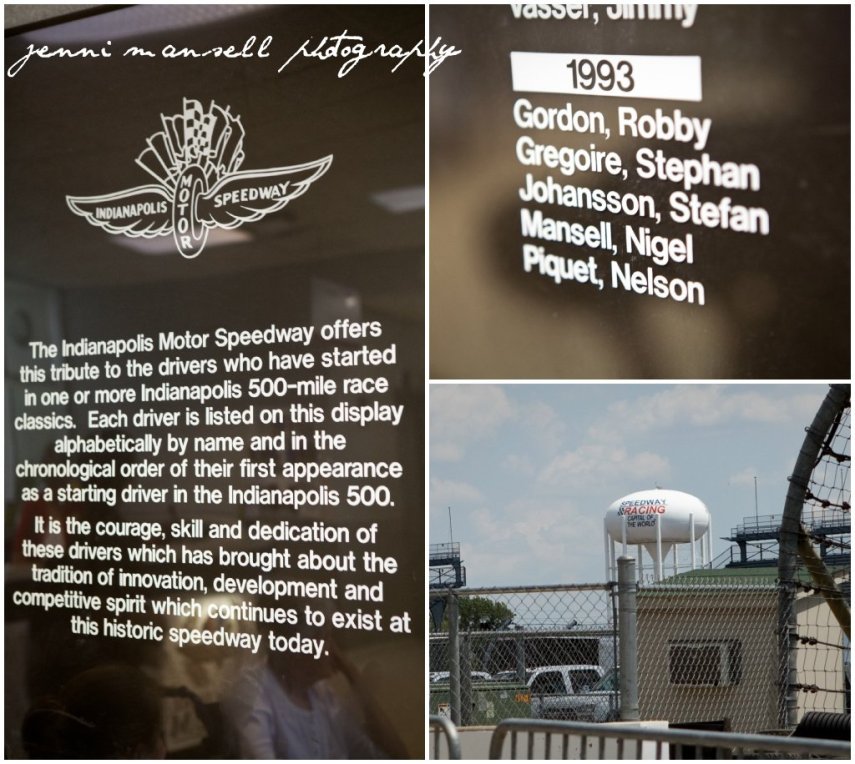 jenni mansell photography
INDIANAPOLIS
MOTOR
SPEEDWAY
The Indianapolis Motor Speedway offers
this tribute to the drivers who have started
in one or more Indianapolis 500-mile race
classics. Each driver is listed on this display
alphabetically by name and in the
chronological order of their first appearance
as a starting driver in the Indianapolis 500.
It is the courage, skill and dedication of
these drivers which has brought about the
tradition of innovation, development and
competitive spirit which continues to exist at
this historic speedway today.
Vasser, Jimmy
1993
Gordon, Robby
Gregoire, Stephan
Johansson, Stefan
Mansell, Nigel
Piquet, Nelson
SPEEDWAY
RACING
CAPITAL OF
THE WORLD